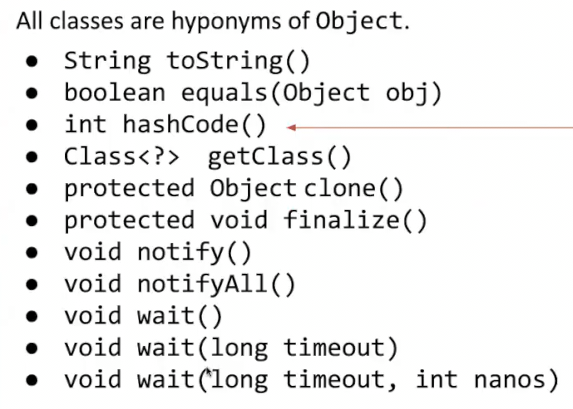 All classes are hyponyms of Object.
● String toString()
● boolean equals(Object obj)
● int hashCode()
● Class<?> getClass()
● protected Object clone()
● protected void finalize()
● void notify()
● void notifyAll()
● void wait()
● void wait(long timeout)
● void wait(long timeout, int nanos)